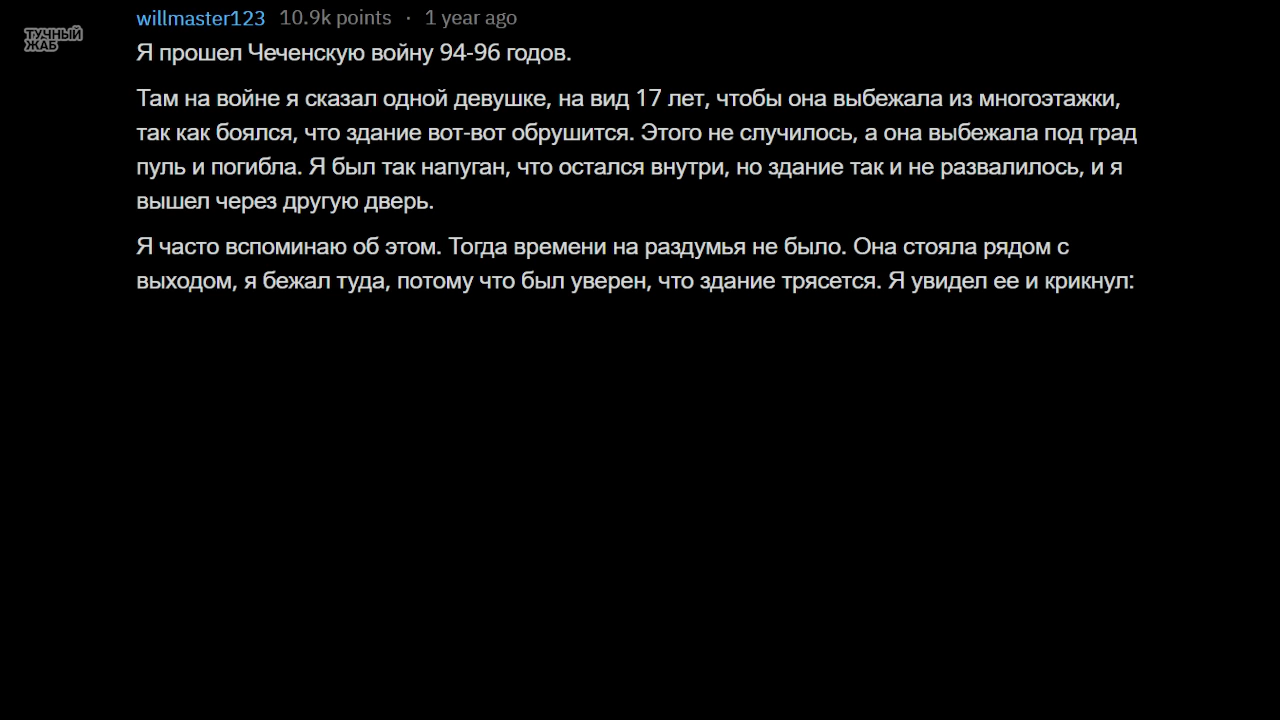 willmaster123 10.9k points · 1 year ago
ТУЧНЫЙ
ЖАБ
Я прошел Чеченскую войну 94-96 годов.
Там на войне я сказал одной девушке, на вид 17 лет, чтобы она выбежала из многоэтажки,
так как боялся, что здание вот-вот обрушится. Этого не случилось, а она выбежала под град
пуль и погибла. Я был так напуган, что остался внутри, но здание так и не развалилось, и я
вышел через другую дверь.
Я часто вспоминаю об этом. Тогда времени на раздумья не было. Она стояла рядом с
выходом, я бежал туда, потому что был уверен, что здание трясется. Я увидел ее и крикнул: